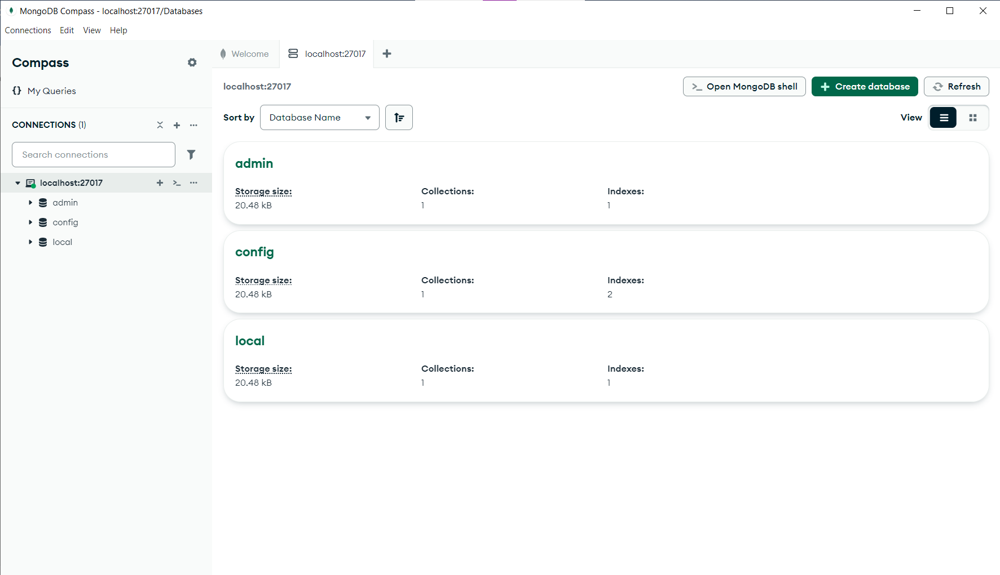 MongoDB Compass - localhost:27017/Databases
Connections Edit View Help
Compass
My Queries
CONNECTIONS (1)
Search connections
localhost:27017
admin
config
local
Welcome
localhost:27017
localhost:27017
Open MongoDB shell
Create database
Refresh
Sort by
Database Name
View
admin
Storage size: Collections: Indexes:
20.48 kB 1 1
config
Storage size: Collections: Indexes:
20.48 kB 1 2
local
Storage size: Collections: Indexes:
20.48 kB 1 1